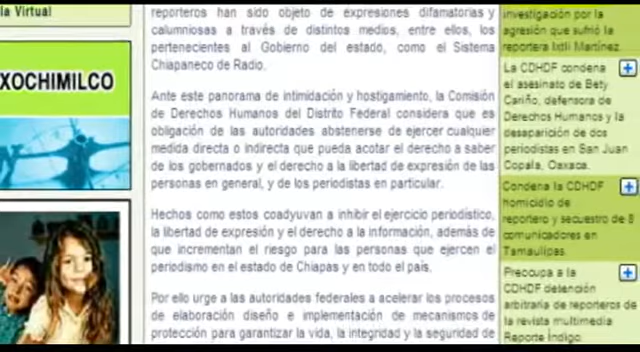 la Virtual
XOCHIMILCO
reporteros han sido objeto de expresiones difamatorias y
calumniosas a través de distintos medios, entre ellos, los
pertenecientes al Gobierno del estado, como el Sistema
Chiapaneco de Radio.
Ante este panorama de intimidación y hostigamiento, la Comisión
de Derechos Humanos del Distrito Federal considera que es
obligación de las autoridades abstenerse de ejercer cualquier
medida directa o indirecta que pueda acotar el derecho a saber
de los gobernados y el derecho a la libertad de expresión de las
personas en general, y de los periodistas en particular.
Hechos como estos coadyuvan a inhibir el ejercicio periodístico,
la libertad de expresión y el derecho a la información, además de
que incrementan el riesgo para las personas que ejercen el
periodismo en el estado de Chiapas y en todo el país.
Por ello urge a las autoridades federales a acelerar los procesos
de elaboración diseño e implementación de mecanismos de
protección para garantizar la vida, la integridad y la seguridad de
investigación por la
agresión que sufrió la
reportera Ixtli Martínez
La CDHDF condena
el asesinato de Bety
Cariño, defensora de
Derechos Humanos y la
desaparición de dos
periodistas en San Juan
Copala, Oaxaca.
Condena la CDHDF
homicidio de
reportero y secuestro de 8
comunicadores en
Tamaulipas
Preocupa a la
CDHDF detención
arbitraria de reporteros de
la revista multimedia
Reporte Índigo